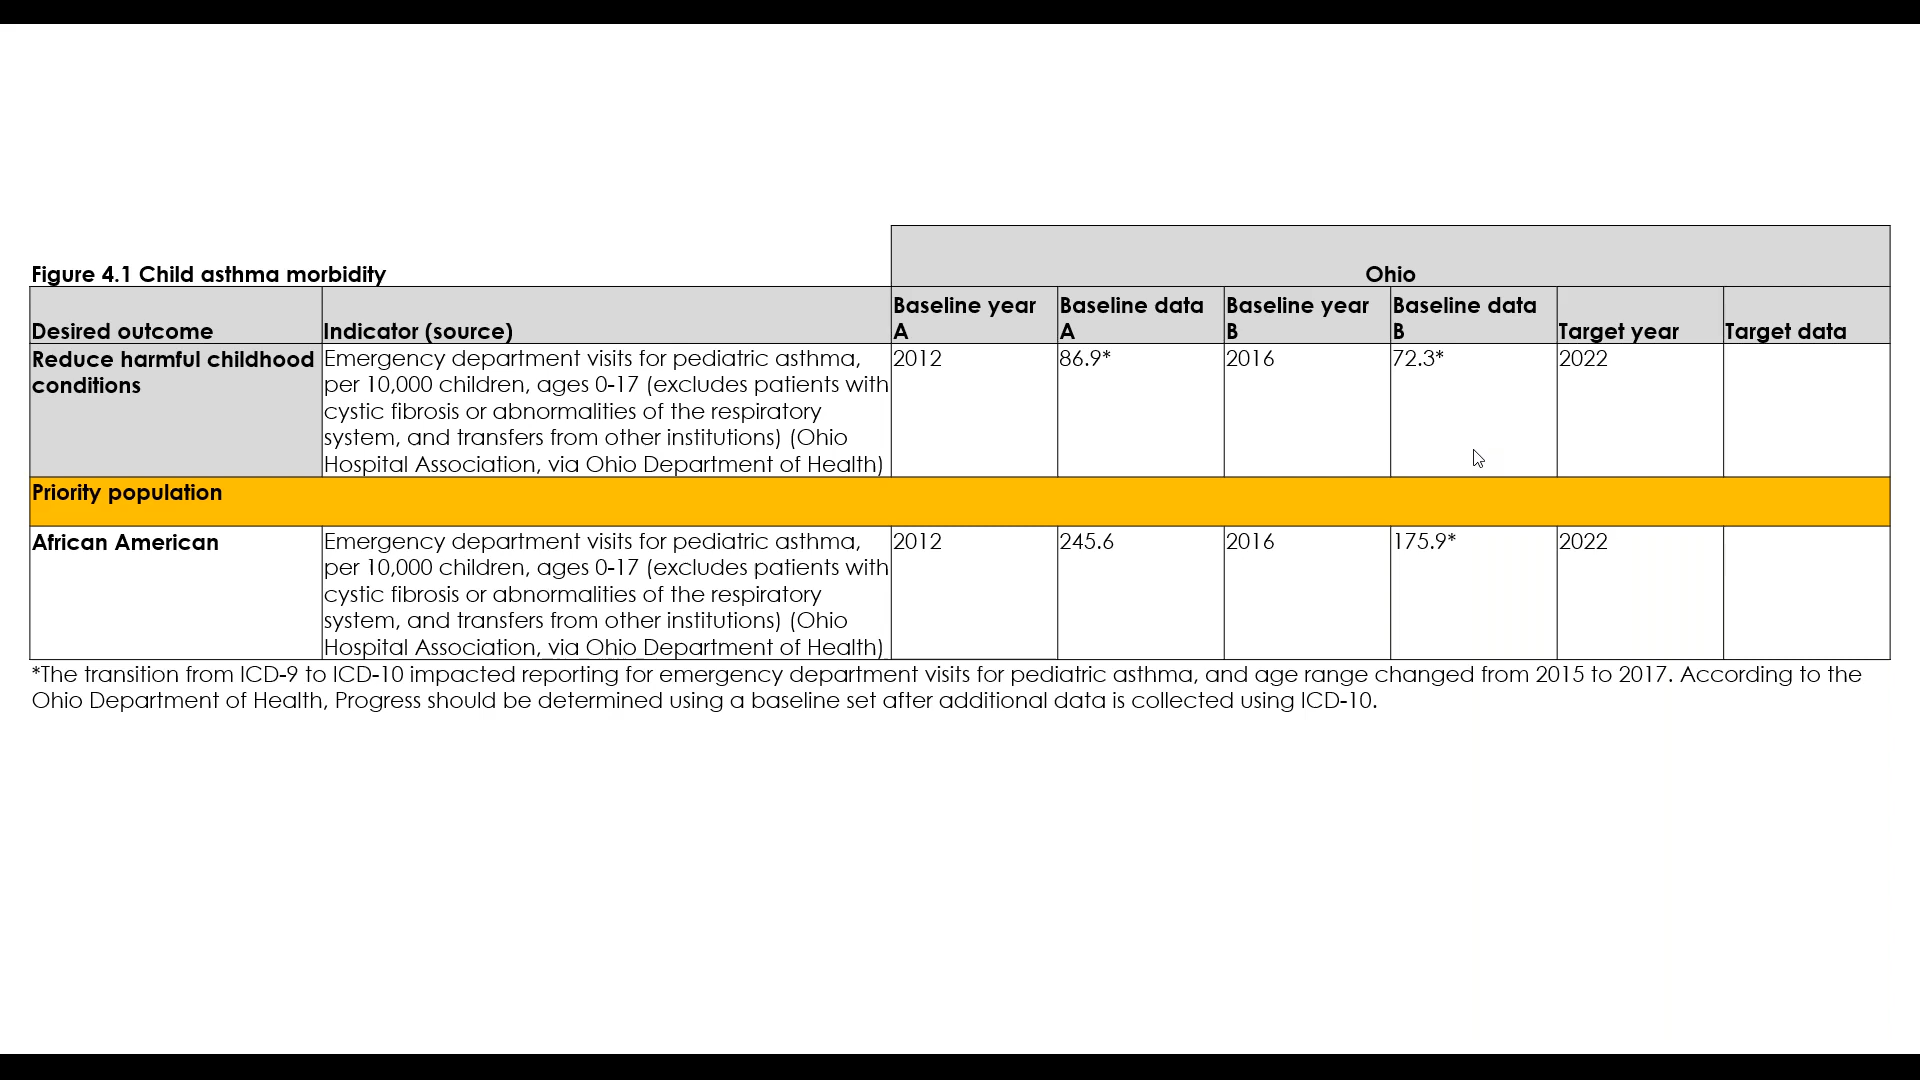 Ohio
Figure 4.1 Child asthma morbidity
Desired outcome
Indicator (source)
Baseline year
A
Baseline data
A
Baseline year
B
Baseline data
B
Target year
Target data
Reduce harmful childhood
conditions
Emergency department visits for pediatric asthma,
per 10,000 children, ages 0-17 (excludes patients with
cystic fibrosis or abnormalities of the respiratory
system, and transfers from other institutions) (Ohio
Hospital Association, via Ohio Department of Health)
2012
86.9*
2016
72.3*
2022
Priority population
African American
Emergency department visits for pediatric asthma,
per 10,000 children, ages 0-17 (excludes patients with
cystic fibrosis or abnormalities of the respiratory
system, and transfers from other institutions) (Ohio
Hospital Association, via Ohio Department of Health)
2012
245.6
2016
175.9*
2022
*The transition from ICD-9 to ICD-10 impacted reporting for emergency department visits for pediatric asthma, and age range changed from 2015 to 2017. According to the
Ohio Department of Health, Progress should be determined using a baseline set after additional data is collected using ICD-10.